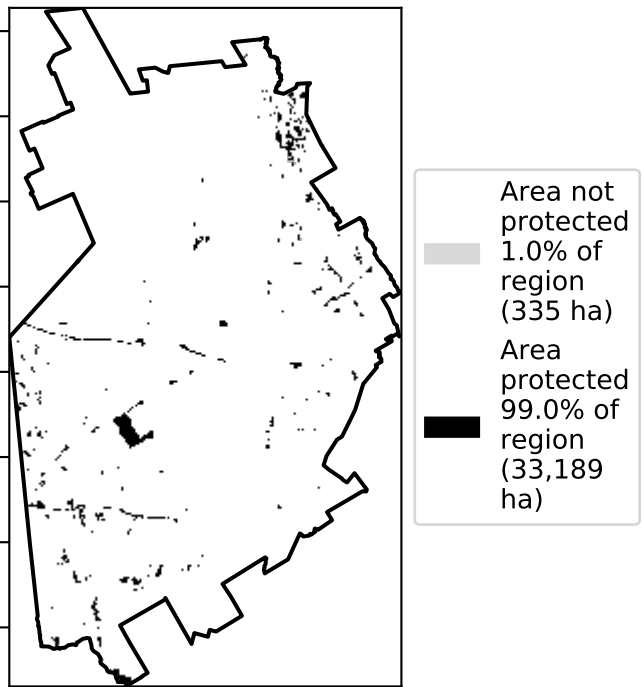 Area not
protected
1.0% of
region
(335 ha)
Area
protected
99.0% of
region
(33,189
ha)